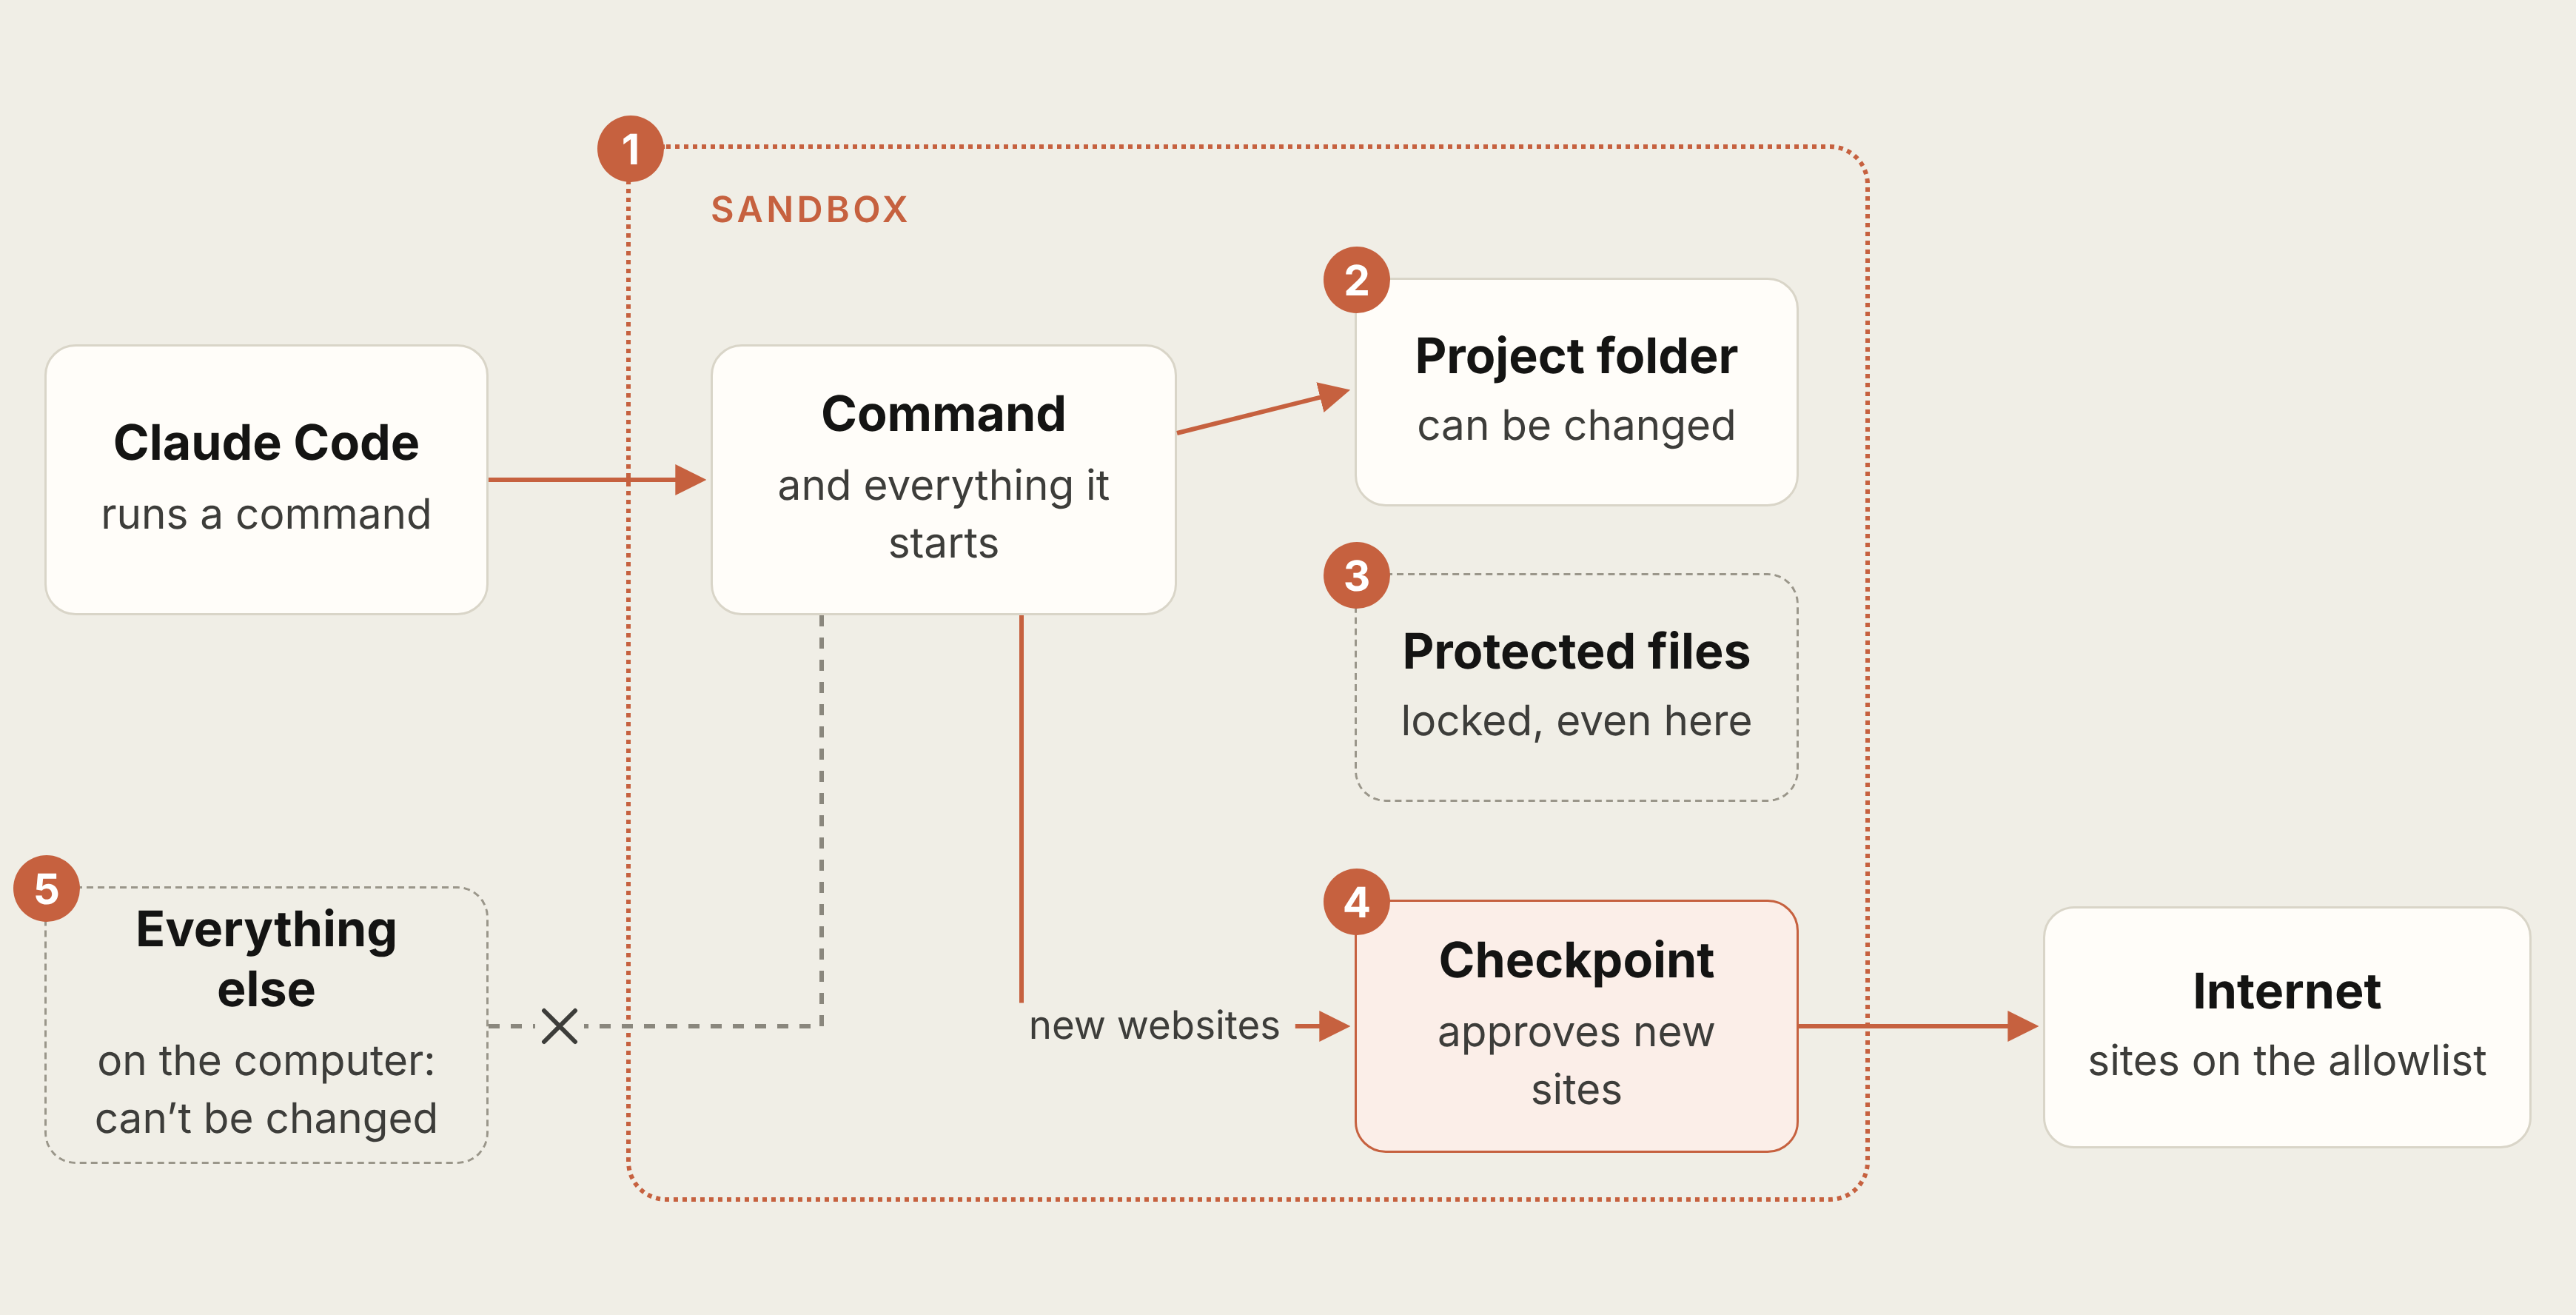 1
SANDBOX
2
Project folder
can be changed
Claude Code
runs a command
Command
and everything it
starts
3
Protected files
locked, even here
5
Everything
else
on the computer:
can’t be changed
new websites
4
Checkpoint
approves new
sites
Internet
sites on the allowlist